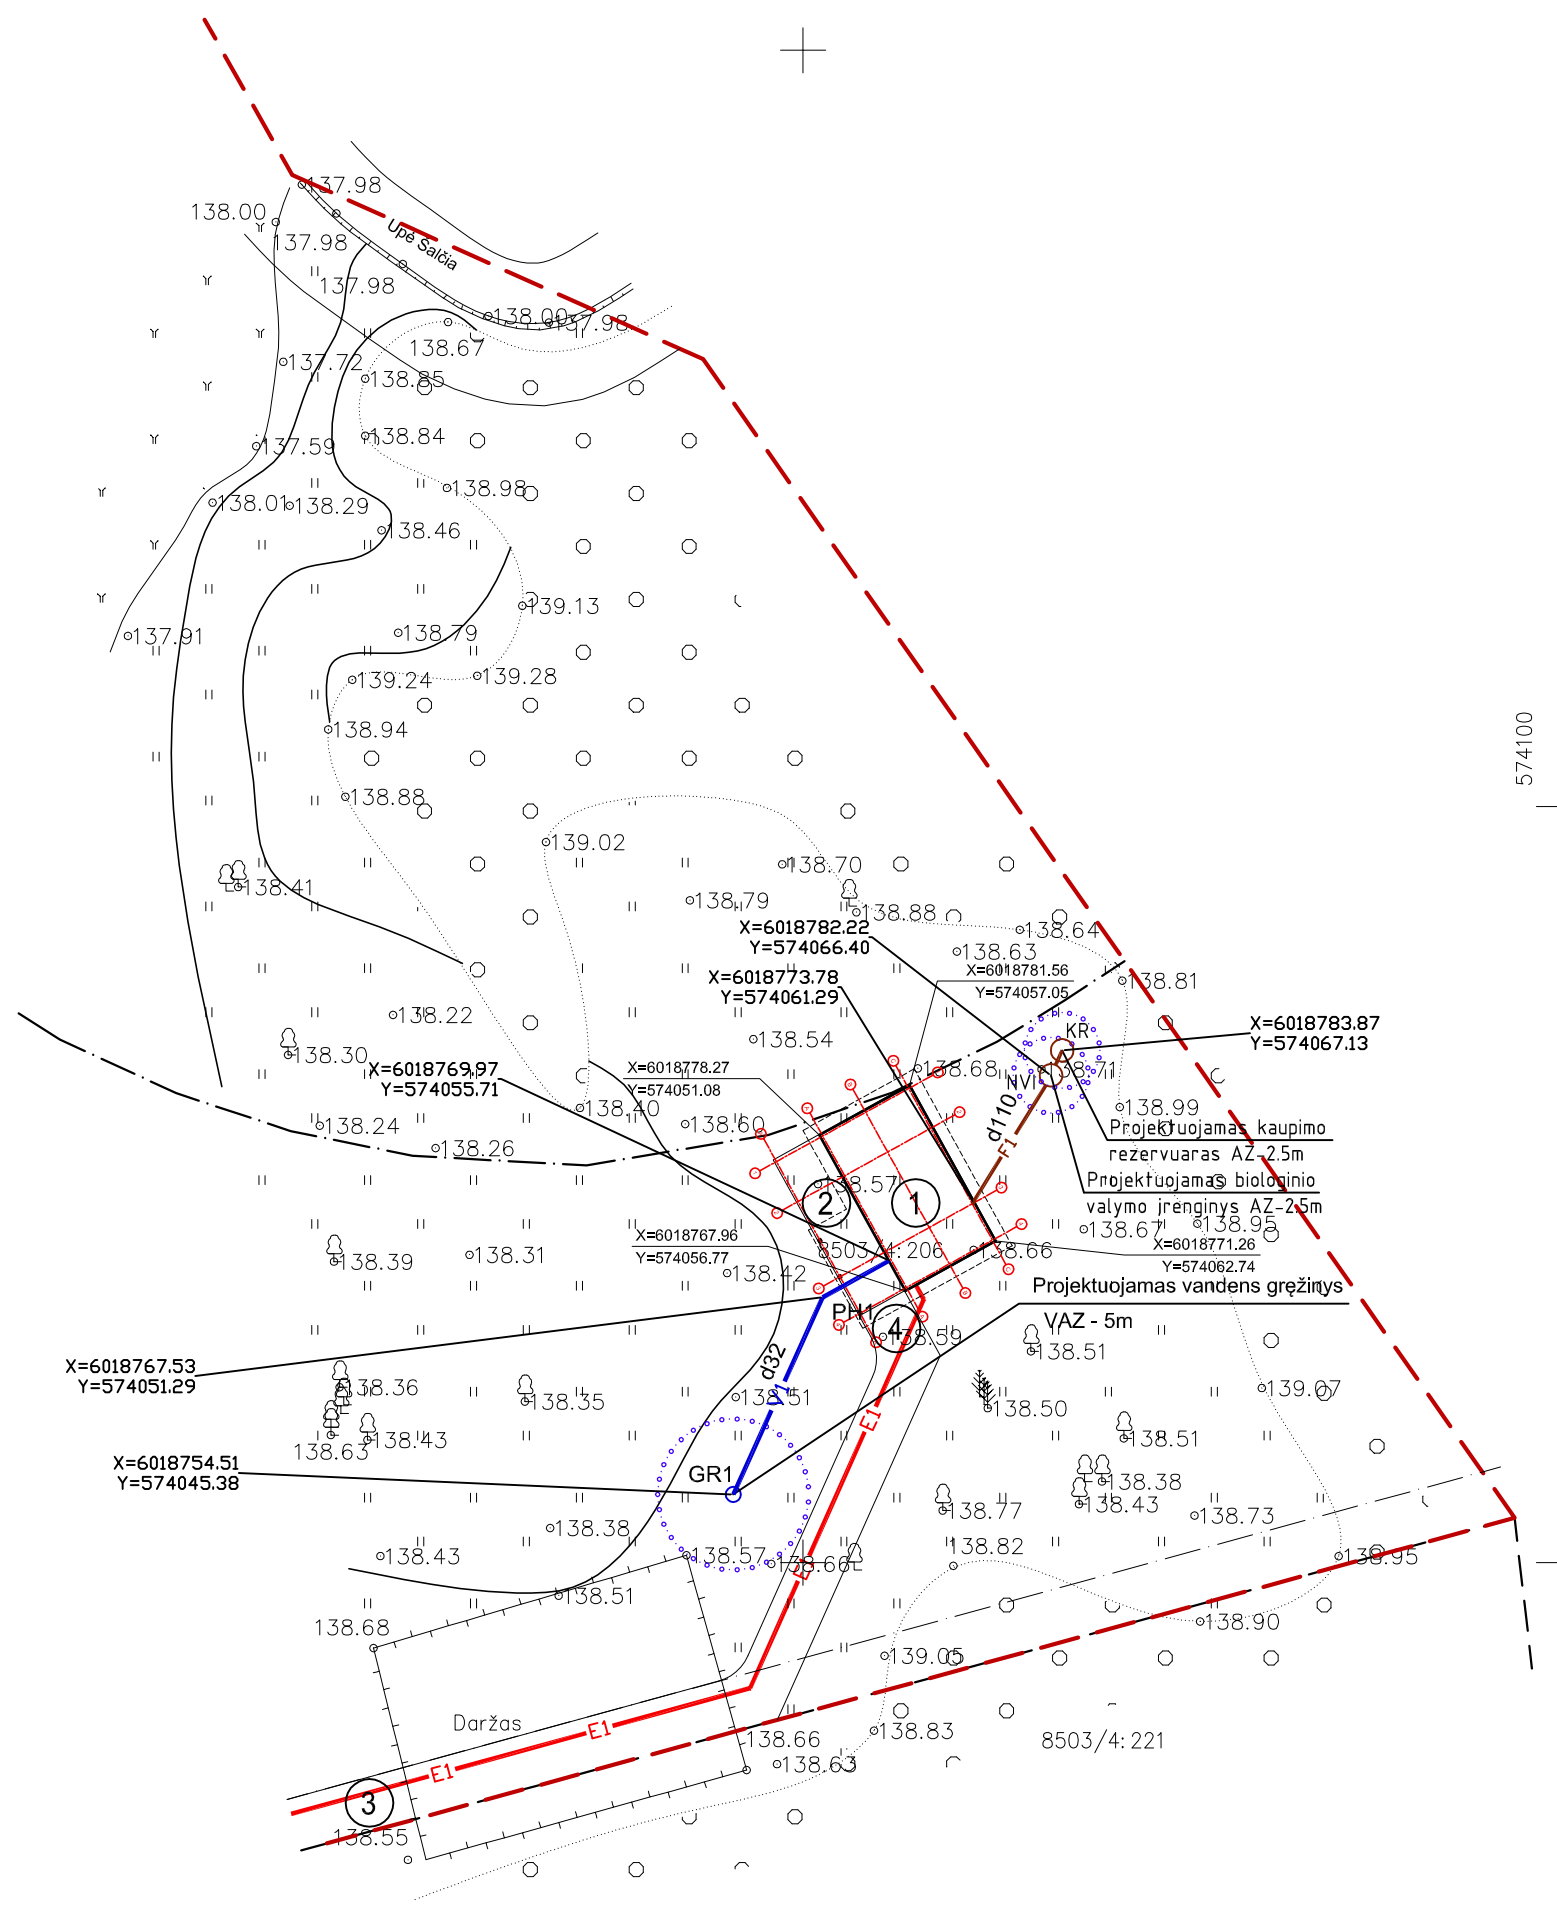 137.98
138.00
137.98
Upė Šalčia
137.98
138.00
137.98
138.67
137.72
138.85
138.84
137.59
138.98
138.01
138.29
138.46
139.13
137.91
138.79
139.24
139.28
138.94
574100
138.88
139.02
138.70
138.41
138.79
138.88
X=6018782.22
Y=574066.40
138.64
138.63
X=6018781.56
Y=574057.05
X=6018773.78
Y=574061.29
138.81
138.22
X=6018783.87
Y=574067.13
KR
138.54
138.30
X=6018769.97
Y=574055.71
X=6018778.27
Y=574051.08
138.68
138.71
NVI
138.40
138.99
d110
F1
138.24
138.60
138.26
Projektuojamas kaupimo
rezervuaras AZ-2.5m
138.57
Projektuojamas biologinio
valymo įrenginys AZ-2.5m
2
1
138.67
138.95
X=6018767.96
Y=574056.77
138.39
138.31
8503/4:206
138.66
X=6018771.26
Y=574062.74
138.42
Projektuojamas vandens gręžinys
VAZ - 5m
PH1
4
138.59
138.51
X=6018767.53
Y=574051.29
d32
V1
138.36
138.51
138.35
139.07
138.50
E1
138.63
138.43
138.51
X=6018754.51
Y=574045.38
GR1
138.38
138.43
138.77
138.73
138.38
138.43
138.57
138.66
138.82
138.95
E1
138.51
138.68
138.90
139.05
Daržas
E1
138.66
138.83
8503/4:221
138.63
E1
3
138.55